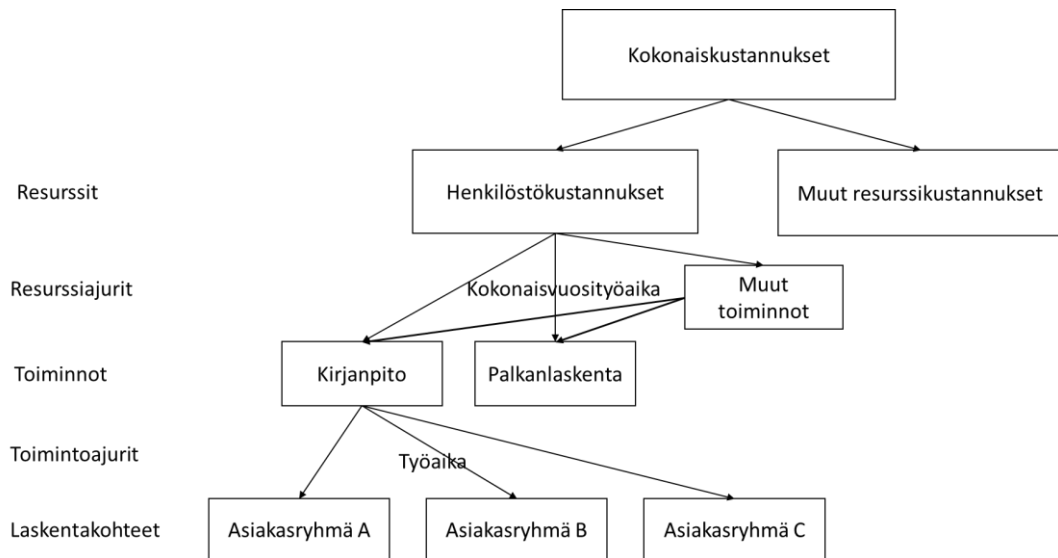 Kokonaiskustannukset
Resurssit
Henkilöstökustannukset
Muut resurssikustannukset
Resurssiajurit
Kokonaisvuosityöaika
Muut
toiminnot
Toiminnot
Kirjanpito
Palkanlaskenta
Toimintoajurit
Työaika
Laskentakohteet
Asiakasryhmä A
Asiakasryhmä B
Asiakasryhmä C